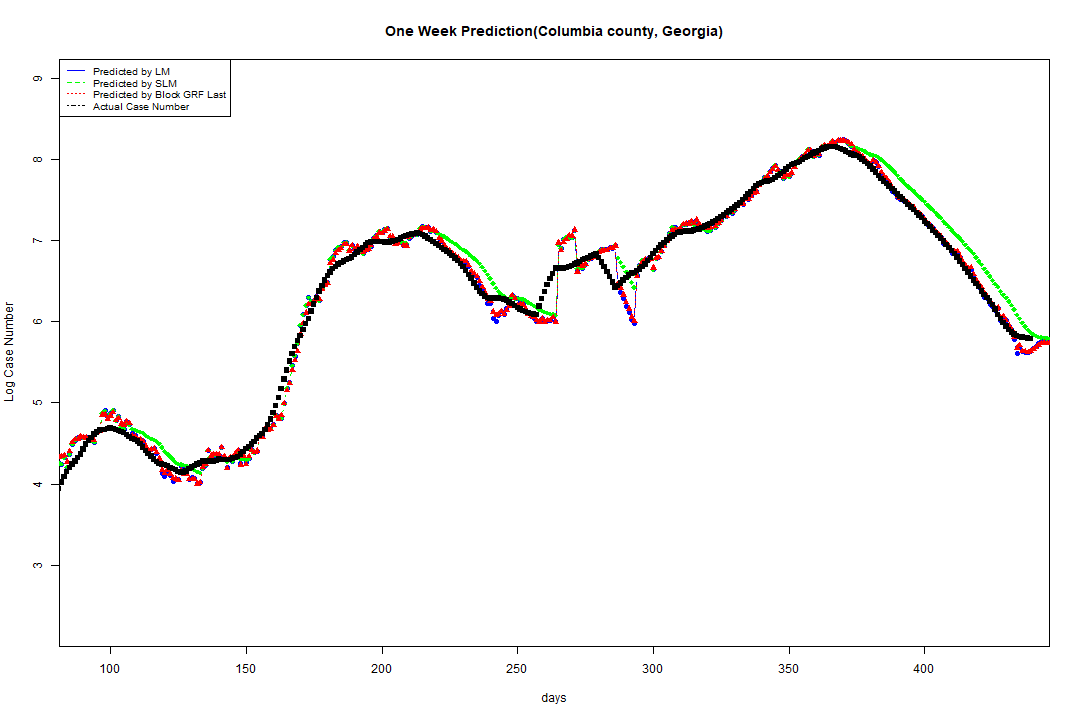 One Week Prediction(Columbia county, Georgia)
Predicted by LM
Predicted by SLM
Predicted by Block GRF Last
Actual Case Number
9
8
7
6
5
4
3
Log Case Number
100 150 200 250 300 350 400
days